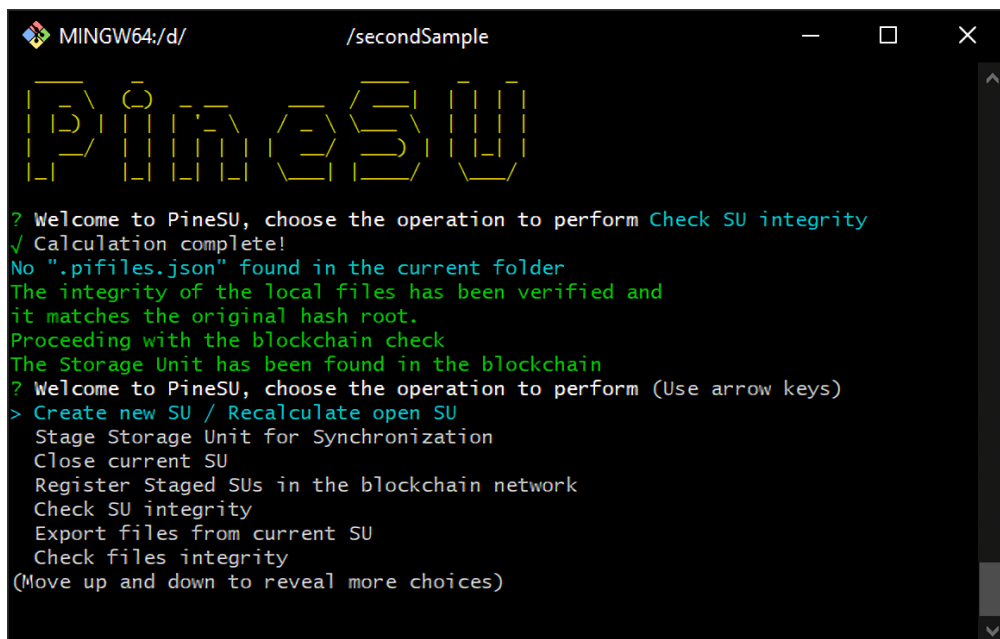 MINGW64:/d/ /secondSample
PineSU
? Welcome to PineSU, choose the operation to perform Check SU integrity
√ Calculation complete!
No ".pifiles.json" found in the current folder
The integrity of the local files has been verified and
it matches the original hash root.
Proceeding with the blockchain check
The Storage Unit has been found in the blockchain
? Welcome to PineSU, choose the operation to perform (Use arrow keys)
> Create new SU / Recalculate open SU
Stage Storage Unit for Synchronization
Close current SU
Register Staged SUs in the blockchain network
Check SU integrity
Export files from current SU
Check files integrity
(Move up and down to reveal more choices)